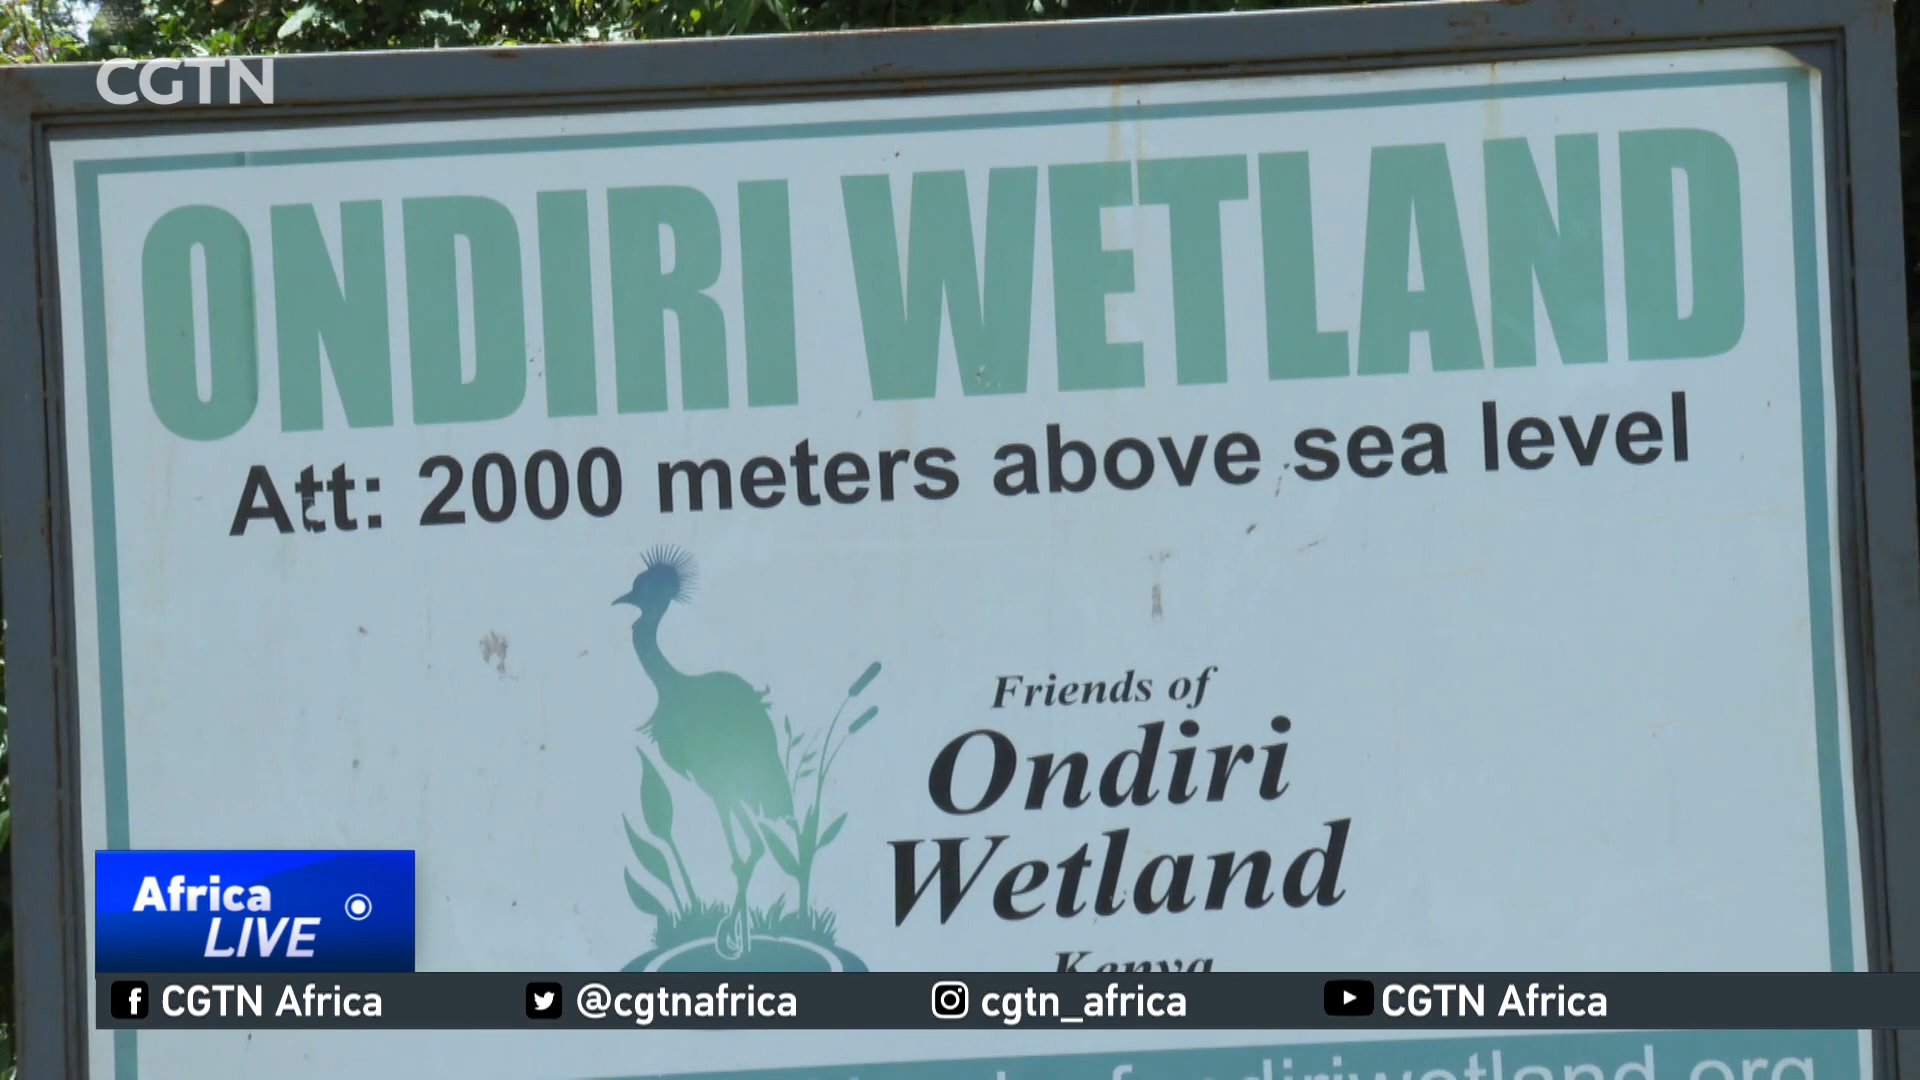 CGTN
ONDIRI WETLAND
Att: 2000 meters above sea level
Friends of
Ondiri
Wetland
Kenya
Africa
LIVE
CGTN Africa @cgtnafrica cgtn_africa CGTN Africa